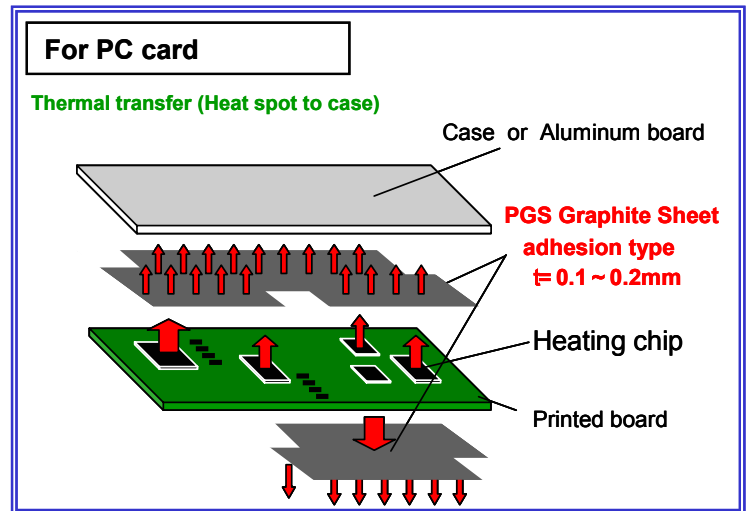 For PC card
Thermal transfer (Heat spot to case)
Case or Aluminum board
PGS Graphite Sheet
adhesion type
t= 0.1 ~ 0.2mm
Heating chip
Printed board